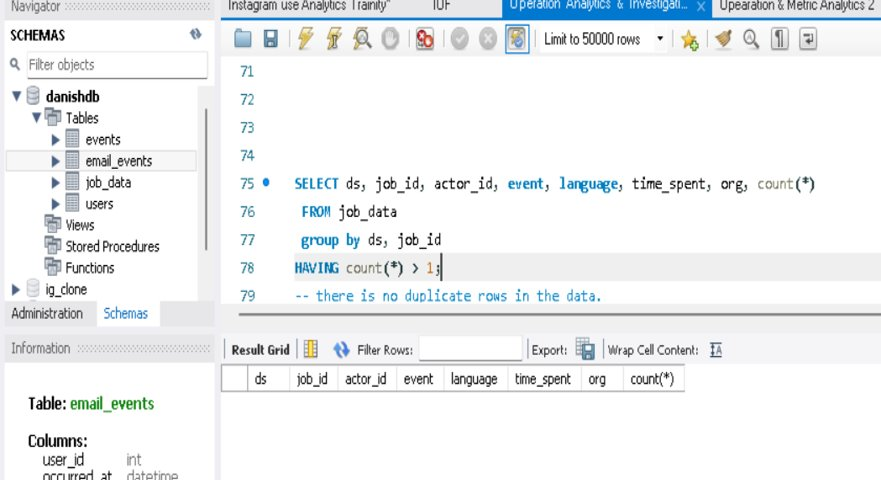 Navigator
Instagram use Analytics Trainity"
Operation Analytics & Investigati... x
Opearation & Metric Analytics 2
SCHEMAS
Limit to 50000 rows
Filter objects
danishdb
Tables
events
email_events
job_data
users
Views
Stored Procedures
Functions
ig_clone
Administration Schemas
71
72
73
74
75 SELECT ds, job_id, actor_id, event, language, time_spent, org, count(*)
76 FROM job_data
77 group by ds, job_id
78 HAVING count(*) > 1;
79 -- there is no duplicate rows in the data.
Information
Result Grid Filter Rows: Export: Wrap Cell Content:
ds job_id actor_id event language time_spent org count(*)
Table: email_events
Columns:
user_id int
occurred_at datetime